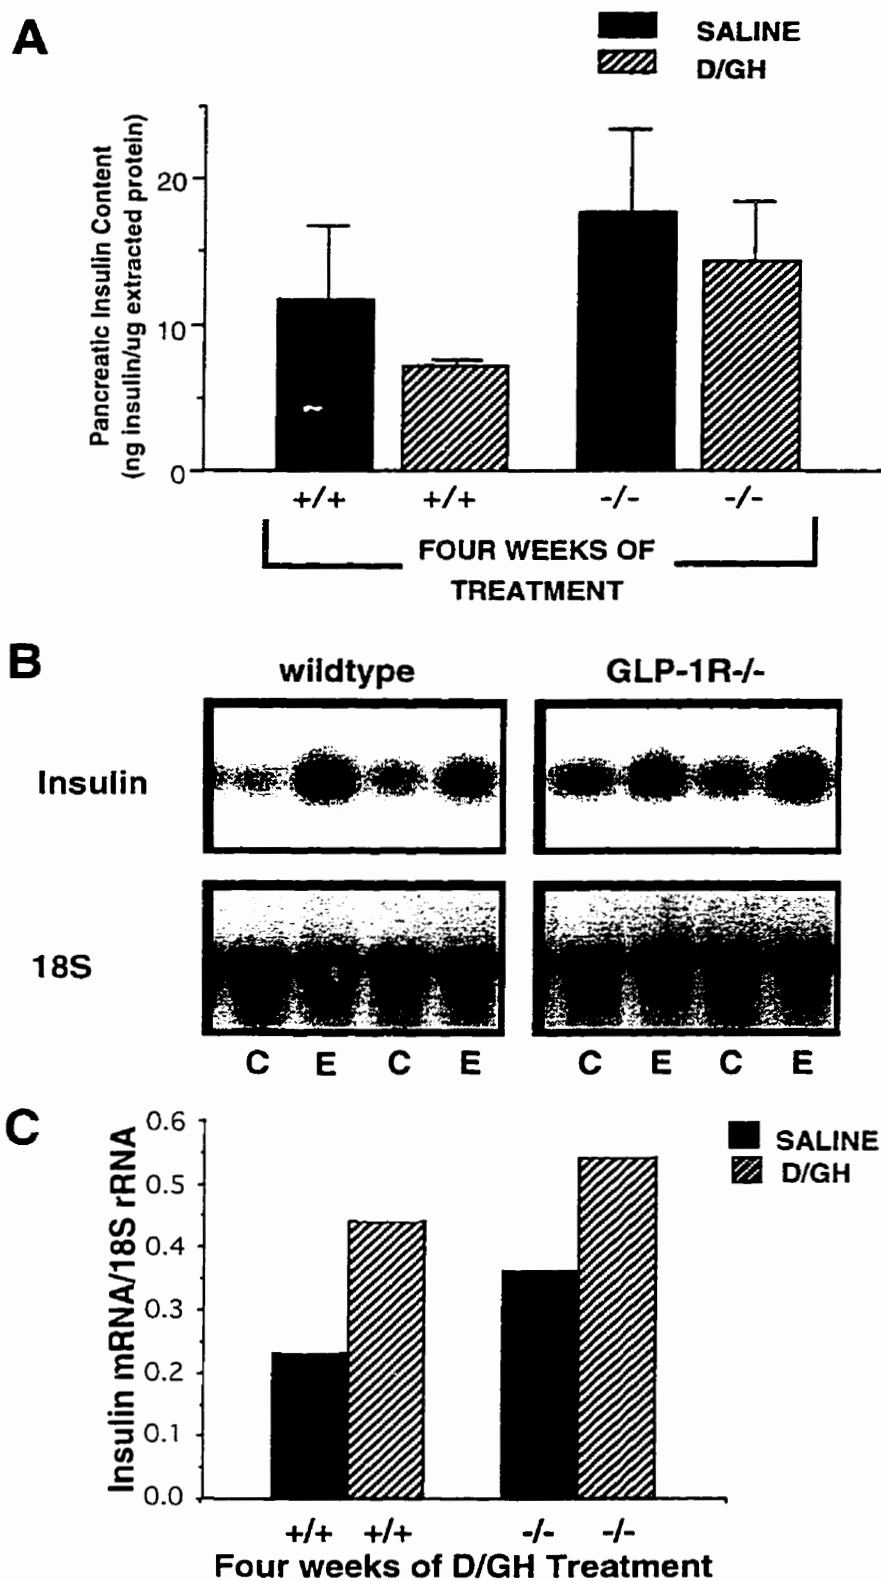 A
SALINE
D/GH
Pancreatic Insulin Content
(ng insulin/ug extracted protein)
20
10
0
+/+ +/+ -/- -/-
FOUR WEEKS OF
TREATMENT
B
wildtype GLP-1R-/-
Insulin
18S
C E C E C E C E
C
SALINE
D/GH
Insulin mRNA/18S rRNA
0.6
0.5
0.4
0.3
0.2
0.1
0.0
+/+ +/+ -/- -/-
Four weeks of D/GH Treatment